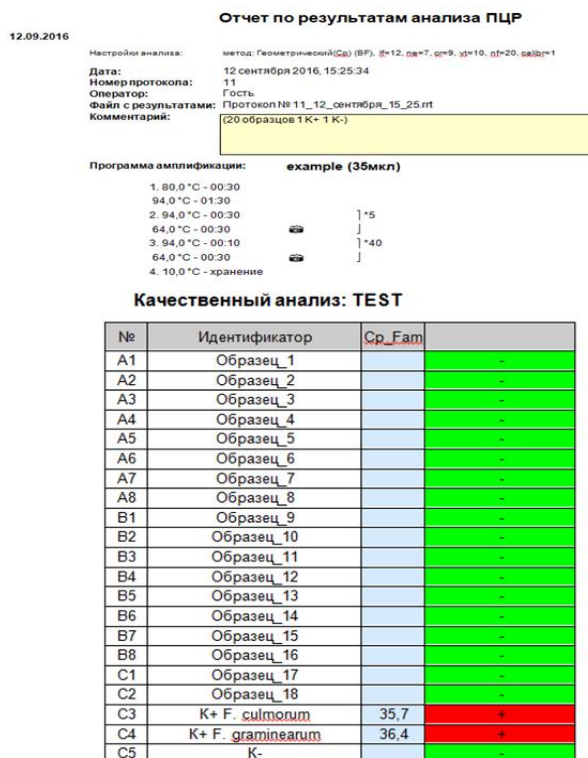 Отчет по результатам анализа ПЦР
12.09.2016
Настройки анализа: метод: Геометрический(Cp) (BF), lf=12, ne=7, cr=9, vt=10, nf=20, calibr=1
Дата: 12 сентября 2016, 15:25:34
Номер протокола: 11
Оператор: Гость
Файл с результатами: Протокол № 11_12_сентября_15_25.rrt
Комментарий: (20 образцов 1 К+ 1 К-)
Программа амплификации: example (35мкл)
1. 80,0 °C - 00:30
94,0 °C - 01:30
2. 94,0 °C - 00:30 ] *5
64,0 °C - 00:30 ]
3. 94,0 °C - 00:10 ] *40
64,0 °C - 00:30 ]
4. 10,0 °C - хранение
Качественный анализ: TEST
№ Идентификатор Cp_Fam
A1 Образец_1 -
A2 Образец_2 -
A3 Образец_3 -
A4 Образец_4 -
A5 Образец_5 -
A6 Образец_6 -
A7 Образец_7 -
A8 Образец_8 -
B1 Образец_9 -
B2 Образец_10 -
B3 Образец_11 -
B4 Образец_12 -
B5 Образец_13 -
B6 Образец_14 -
B7 Образец_15 -
B8 Образец_16 -
C1 Образец_17 -
C2 Образец_18 -
C3 К+ F. culmorum 35,7 +
C4 К+ F. graminearum 36,4 +
C5 К- -